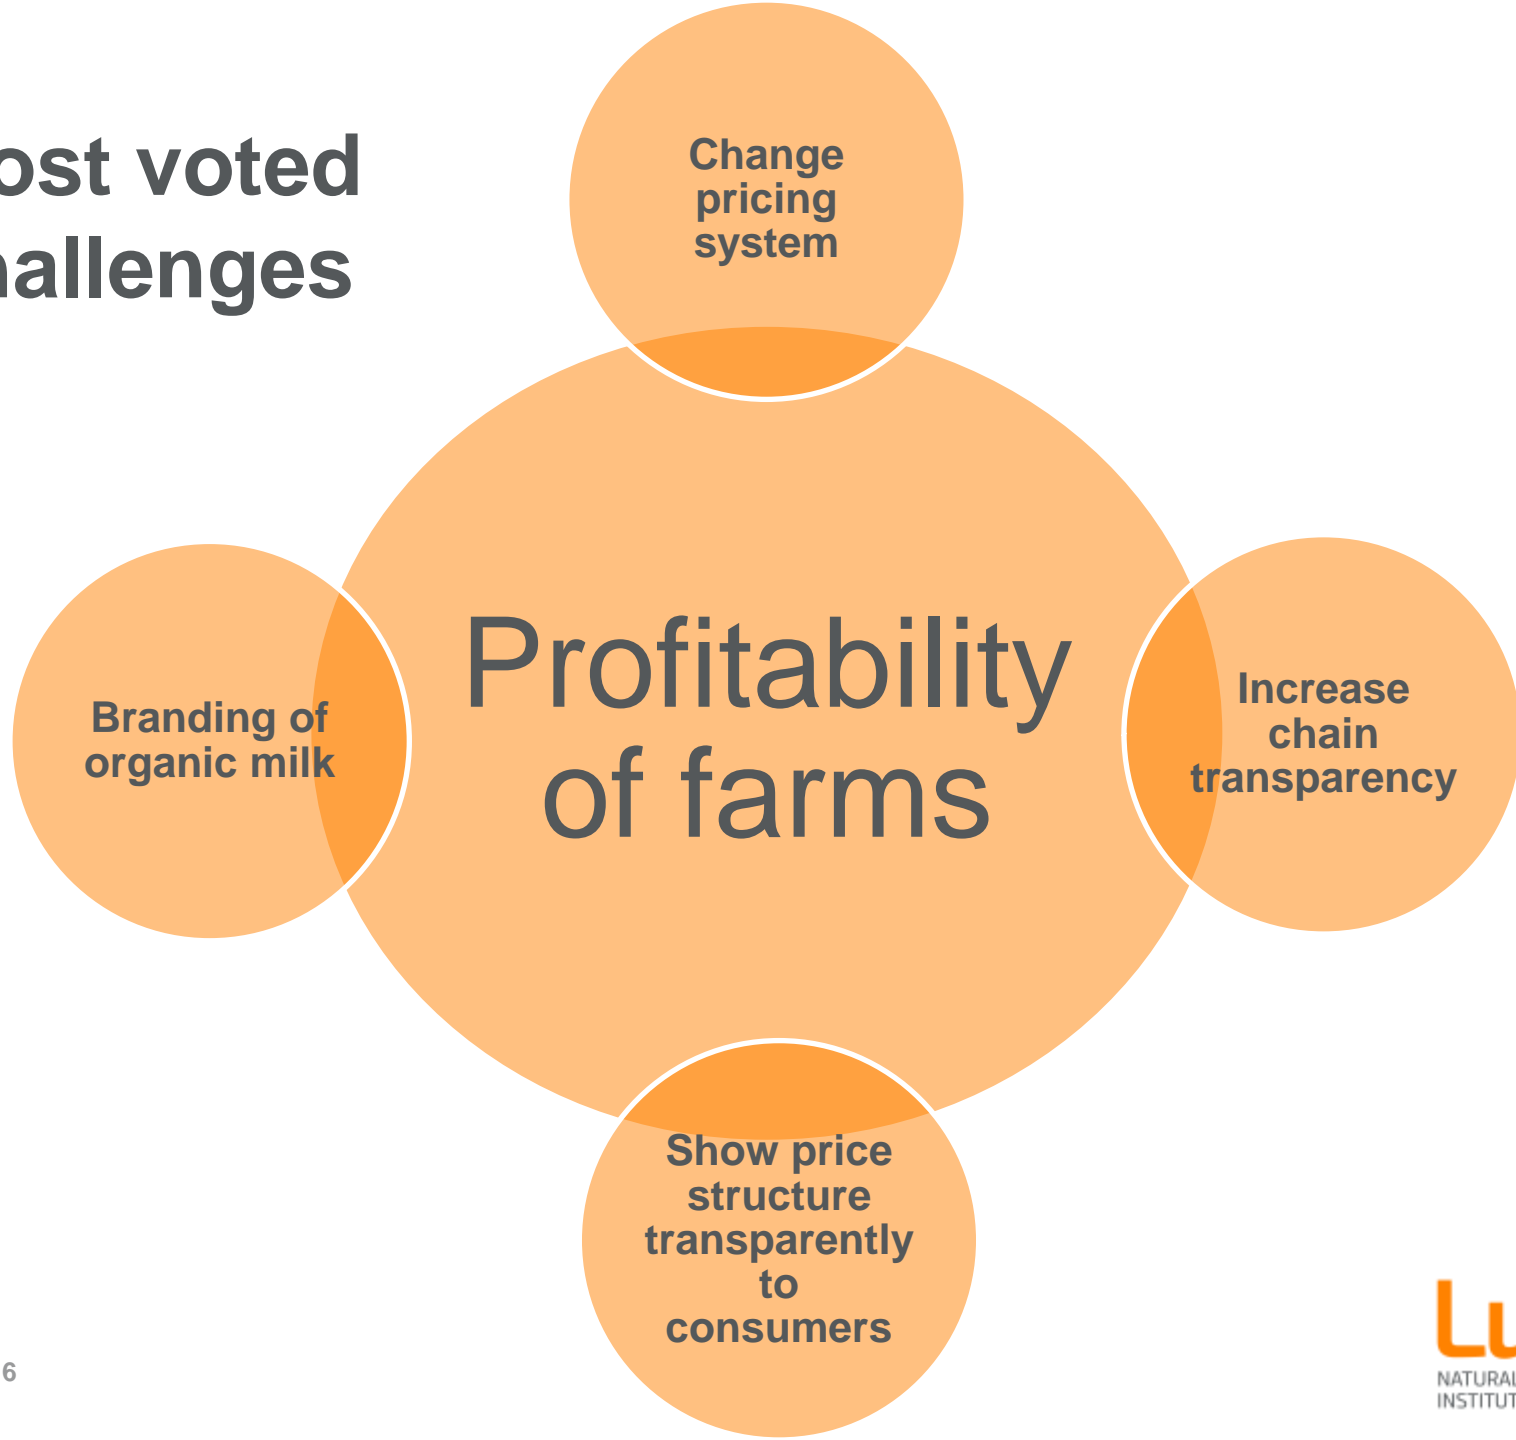 ost voted
hallenges
Change
pricing
system
Profitability
of farms
Branding of
organic milk
Increase
chain
transparency
Show price
structure
transparently
to
consumers
6
Lu
NATURAL
INSTITUT